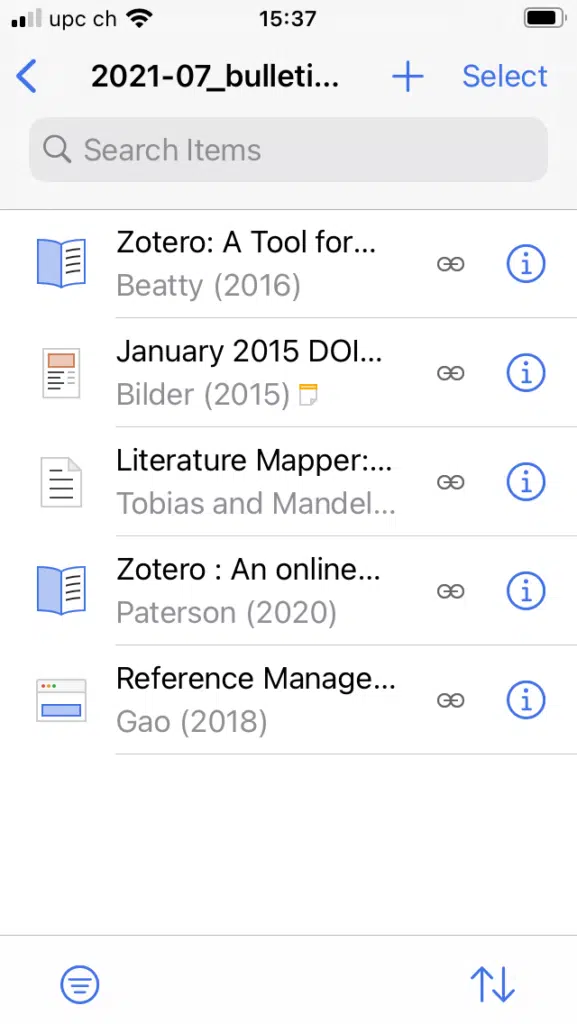 upc ch 15:37
2021-07_bulleti... + Select
Search Items
Zotero: A Tool for...
Beatty (2016)
January 2015 DOI...
Bilder (2015)
Literature Mapper:...
Tobias and Mandel...
Zotero : An online...
Paterson (2020)
Reference Manage...
Gao (2018)